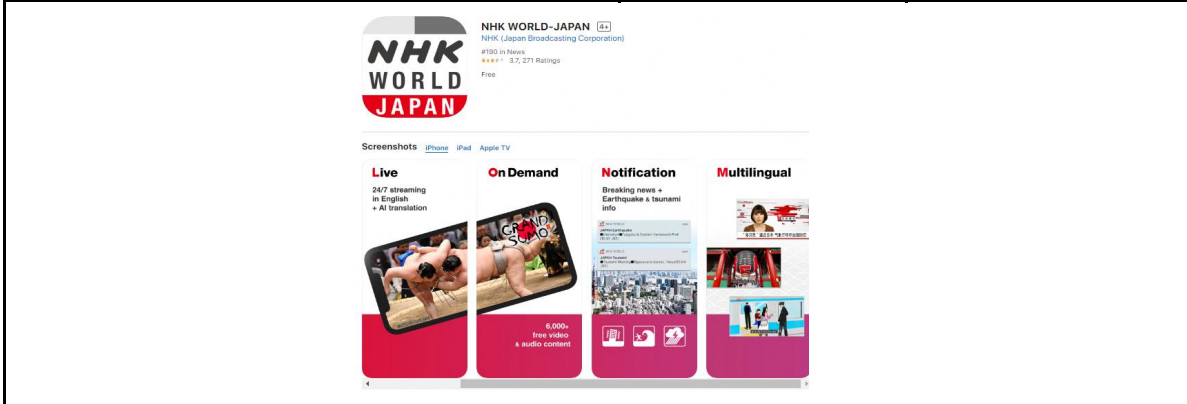 NHK WORLD-JAPAN 4+
NHK (Japan Broadcasting Corporation)
#190 in News
3.7, 271 Ratings
Free
NHK
WORLD
JAPAN
Screenshots iPhone iPad Apple TV
Live
24/7 streaming
in English
+ AI translation
On Demand
GRAND
SUMO
6,000+
free video
& audio content
Notification
Breaking news +
Earthquake & tsunami
info
Multilingual